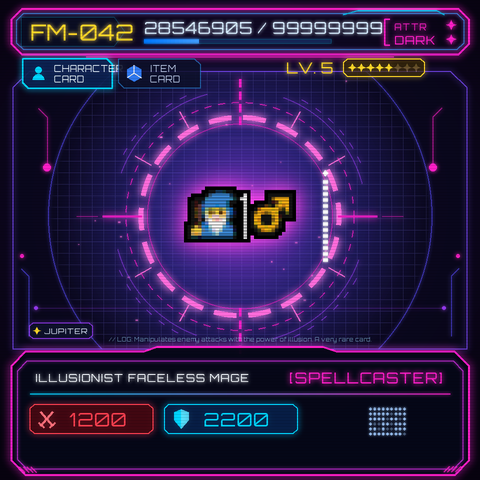 FM-042
28546905 / 99999999
ATTR
DARK
CHARACTER
CARD
ITEM
CARD
LV. 5
JUPITER
// LOG: Manipulates enemy attacks with the power of illusion. A very rare card
ILLUSIONIST FACELESS MAGE
[SPELLCASTER]
1200
2200